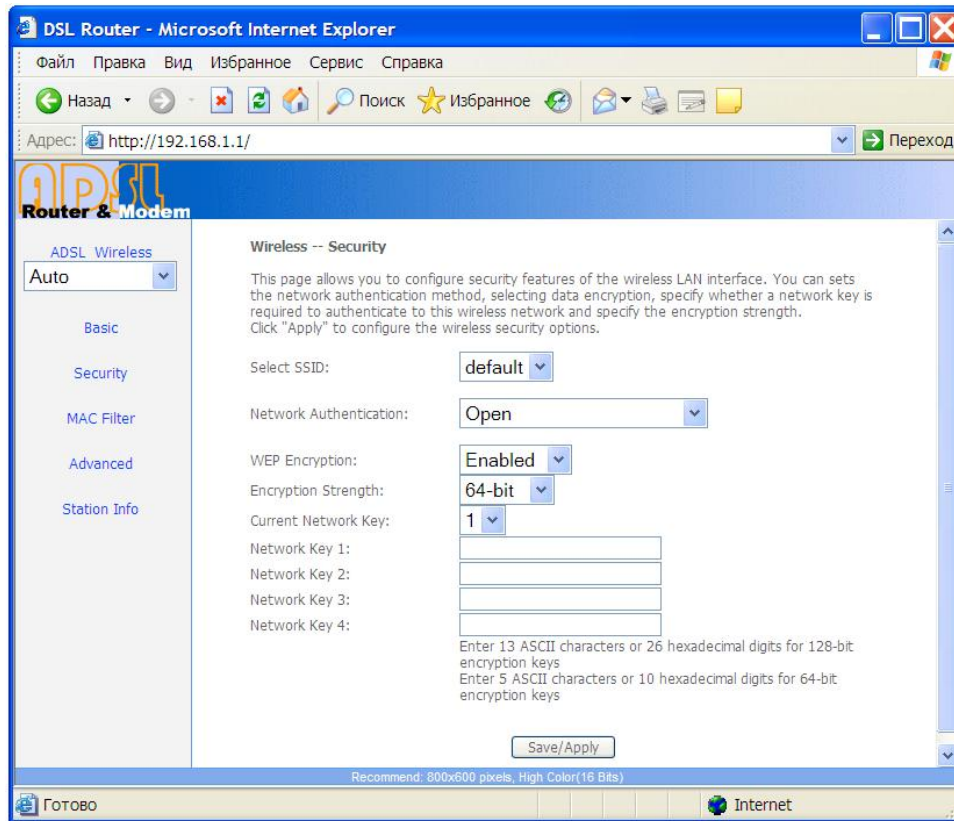 DSL Router - Microsoft Internet Explorer
Файл Правка Вид Избранное Сервис Справка
Назад Поиск Избранное
Адрес: http://192.168.1.1/ Переход
ADSL
Router & Modem
ADSL Wireless
Auto
Basic
Security
MAC Filter
Advanced
Station Info
Wireless -- Security
This page allows you to configure security features of the wireless LAN interface. You can sets
the network authentication method, selecting data encryption, specify whether a network key is
required to authenticate to this wireless network and specify the encryption strength.
Click "Apply" to configure the wireless security options.
Select SSID: default
Network Authentication: Open
WEP Encryption: Enabled
Encryption Strength: 64-bit
Current Network Key: 1
Network Key 1:
Network Key 2:
Network Key 3:
Network Key 4:
Enter 13 ASCII characters or 26 hexadecimal digits for 128-bit
encryption keys
Enter 5 ASCII characters or 10 hexadecimal digits for 64-bit
encryption keys
Save/Apply
Recommend: 800x600 pixels, High Color(16 Bits)
Готово Internet